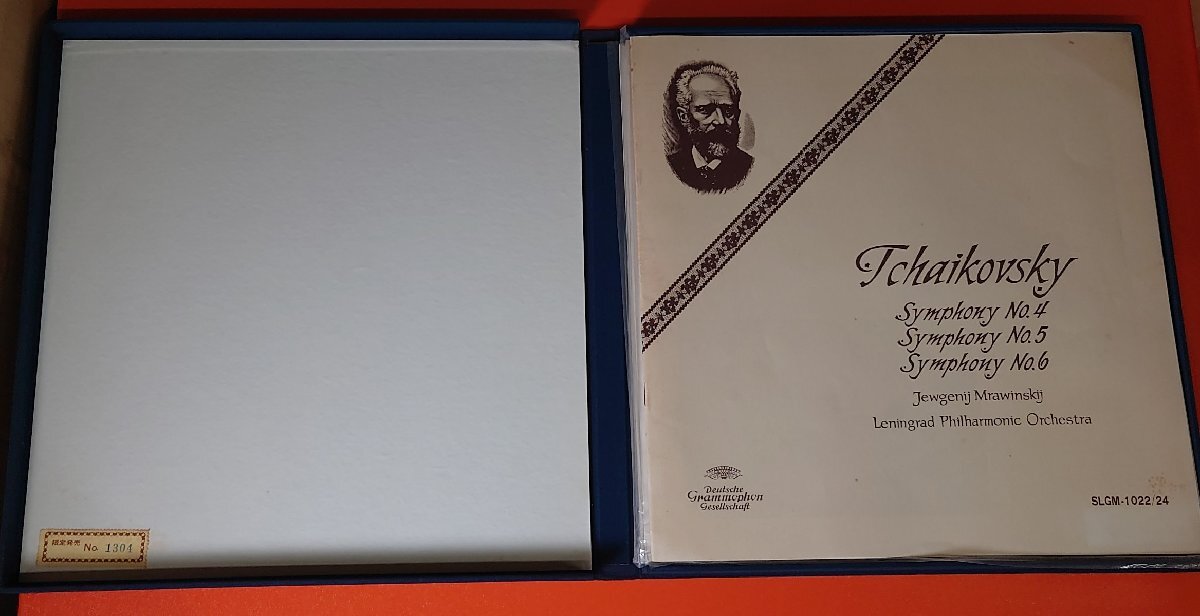 限定発売 No. 1304
Tchaikovsky
Symphony No.4
Symphony No.5
Symphony No.6
Jewgenij Mrawinskij
Leningrad Philharmonic Orchestra
Deutsche
Grammophon
Gesellschaft
SLGM-1022/24